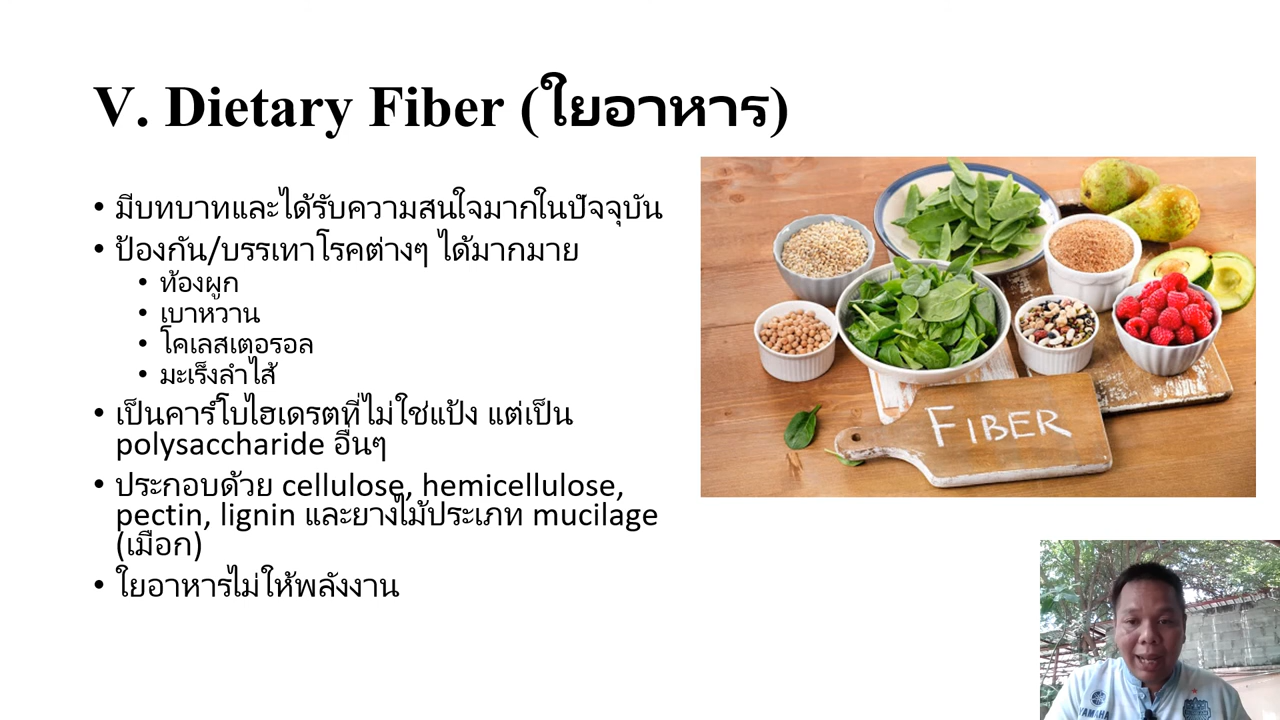 V. Dietary Fiber (ใยอาหาร)
• มีบทบาทและได้รับความสนใจมากในปัจจุบัน
• ป้องกัน/บรรเทาโรคต่างๆ ได้มากมาย
• ท้องผูก
• เบาหวาน
• โคเลสเตอรอล
• มะเร็งลำไส้
• เป็นคาร์โบไฮเดรตที่ไม่ใช่แป้ง แต่เป็น
polysaccharide อื่นๆ
• ประกอบด้วย cellulose, hemicellulose,
pectin, lignin และยางไม้ประเภท mucilage
(เมือก)
• ใยอาหารไม่ให้พลังงาน
FIBER
YAMAHA